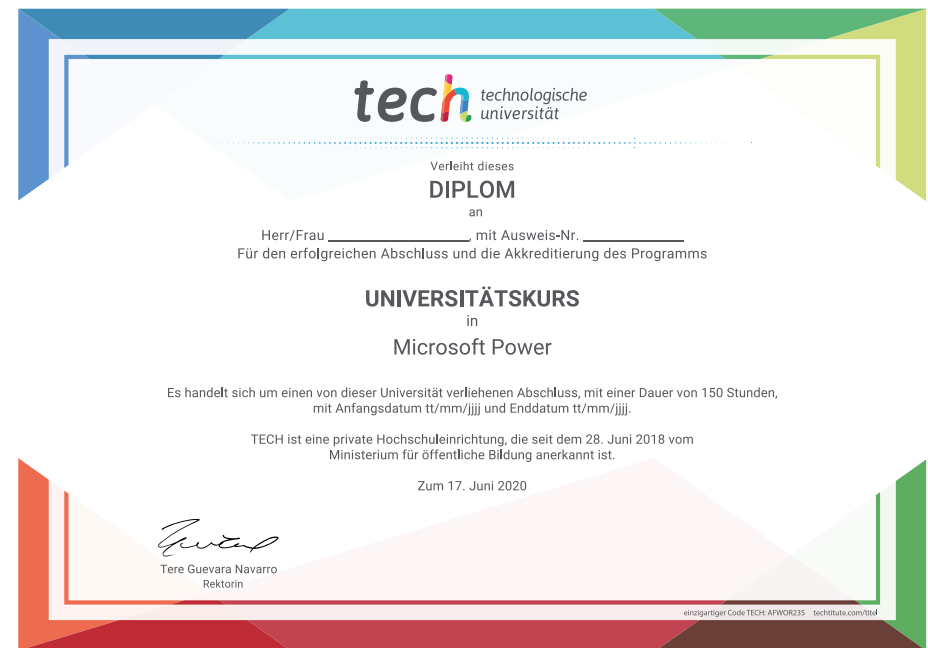 tech technologische
universität
Verleiht dieses
DIPLOM
an
Herr/Frau ____________________, mit Ausweis-Nr. ______________
Für den erfolgreichen Abschluss und die Akkreditierung des Programms
UNIVERSITÄTSKURS
in
Microsoft Power
Es handelt sich um einen von dieser Universität verliehenen Abschluss, mit einer Dauer von 150 Stunden,
mit Anfangsdatum tt/mm/jjjj und Enddatum tt/mm/jjjj.
TECH ist eine private Hochschuleinrichtung, die seit dem 28. Juni 2018 vom
Ministerium für öffentliche Bildung anerkannt ist.
Zum 17. Juni 2020
Tere Guevara Navarro
Rektorin
einzigartiger Code TECH: AFWOR23S techtitute.com/titel